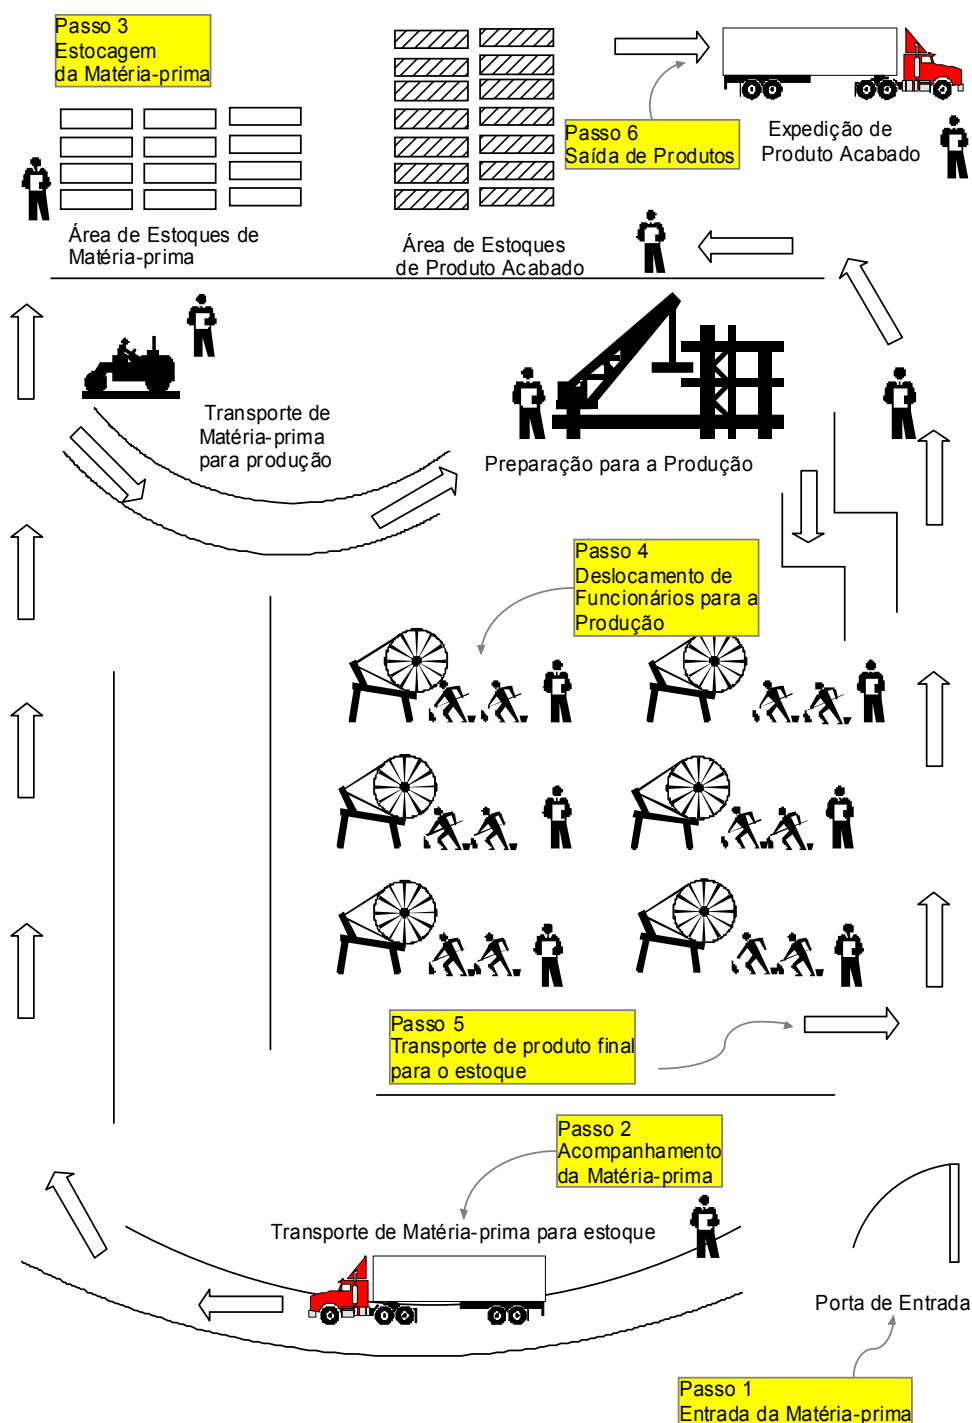 Passo 3
Estocagem
da Matéria-prima
Passo 6
Saída de Produtos
Expedição de
Produto Acabado
Área de Estoques de
Matéria-prima
Área de Estoques
de Produto Acabado
Transporte de
Matéria-prima
para produção
Preparação para a Produção
Passo 4
Deslocamento de
Funcionários para a
Produção
Passo 5
Transporte de produto final
para o estoque
Passo 2
Acompanhamento
da Matéria-prima
Transporte de Matéria-prima para estoque
Porta de Entrada
Passo 1
Entrada da Matéria-prima